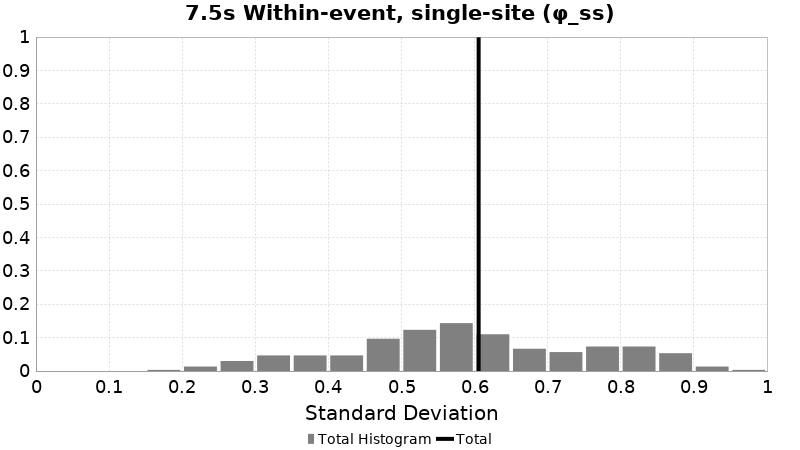 7.5s Within-event, single-site (φ_ss)
1
0.9
0.8
0.7
0.6
0.5
0.4
0.3
0.2
0.1
0
0 0.1 0.2 0.3 0.4 0.5 0.6 0.7 0.8 0.9 1
Standard Deviation
Total Histogram Total